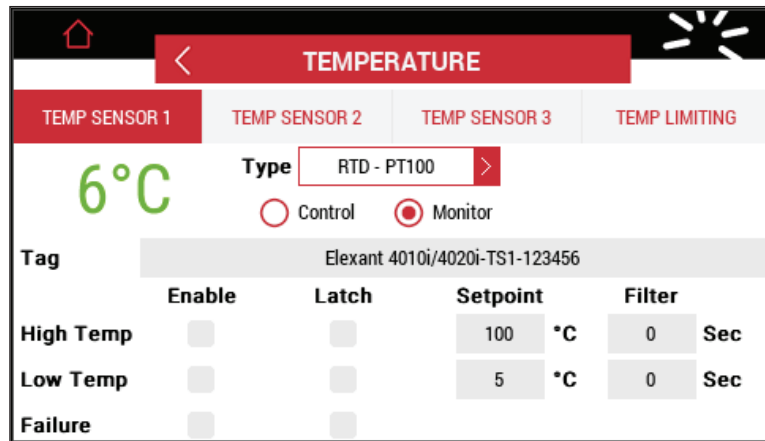 TEMPERATURE
TEMP SENSOR 1 TEMP SENSOR 2 TEMP SENSOR 3 TEMP LIMITING
6°C
Type RTD - PT100
Control Monitor
Tag Elexant 4010i/4020i-TS1-123456
Enable Latch Setpoint Filter
High Temp 100 °C 0 Sec
Low Temp 5 °C 0 Sec
Failure